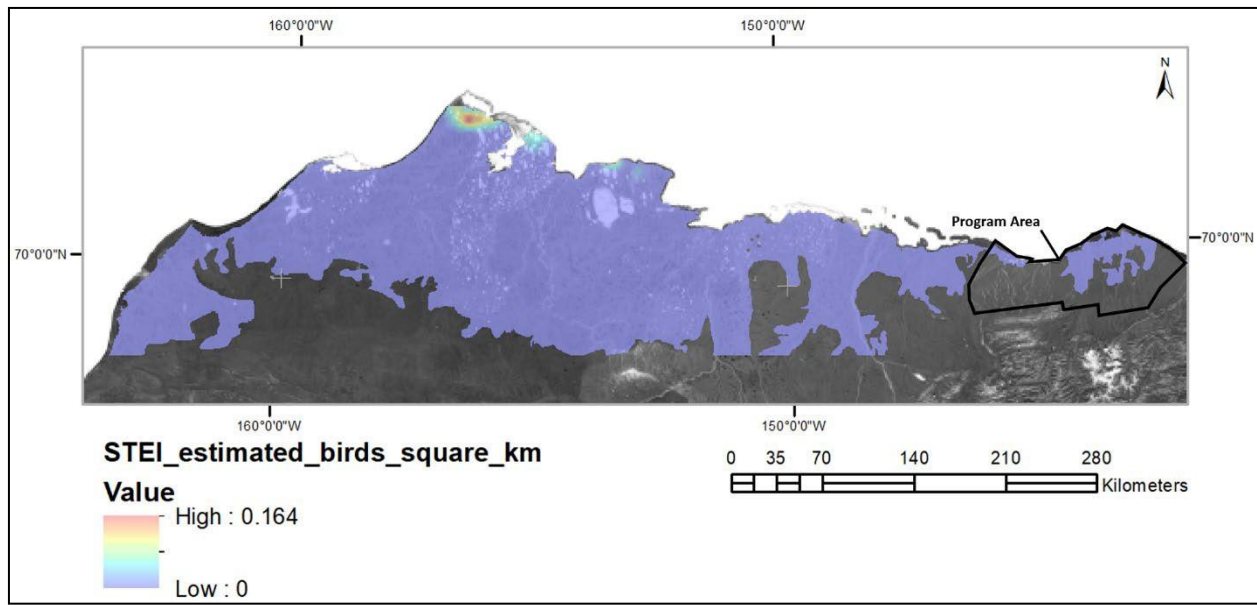 160°0'0"W 150°0'0"W
N
Program Area
70°0'0"N 70°0'0"N
160°0'0"W 150°0'0"W
STEI_estimated_birds_square_km
Value
High : 0.164
Low : 0
0 35 70 140 210 280
Kilometers